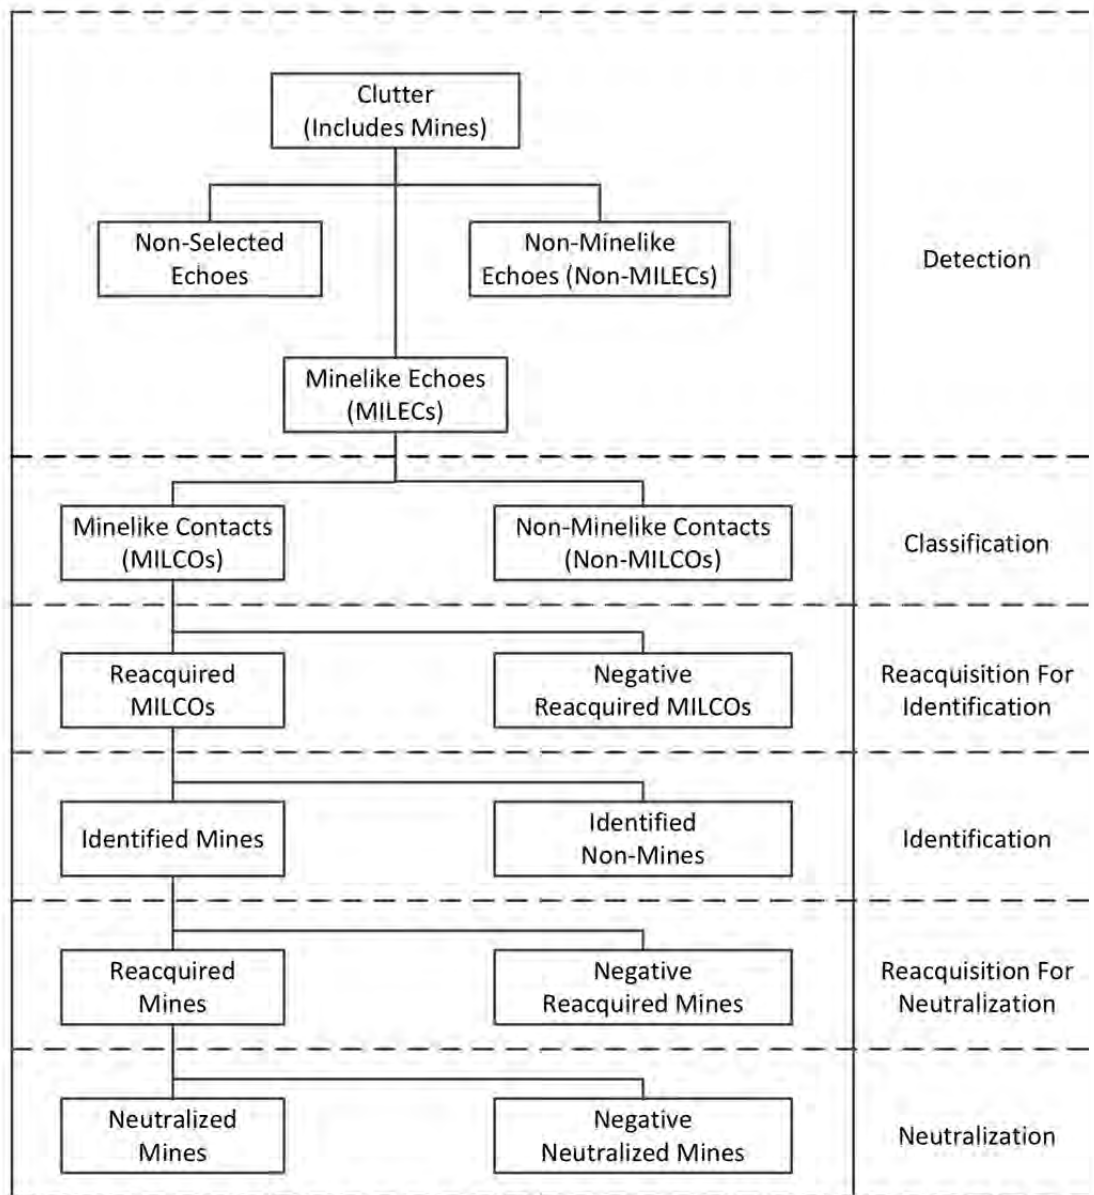 Clutter
(Includes Mines)
Non-Selected
Echoes
Non-Minelike
Echoes (Non-MILECs)
Detection
Minelike Echoes
(MILECs)
Minelike Contacts
(MILCOs)
Non-Minelike Contacts
(Non-MILCOs)
Classification
Reacquired
MILCOs
Negative
Reacquired MILCOs
Reacquisition For
Identification
Identified Mines
Identified
Non-Mines
Identification
Reacquired
Mines
Negative
Reacquired Mines
Reacquisition For
Neutralization
Neutralized
Mines
Negative
Neutralized Mines
Neutralization